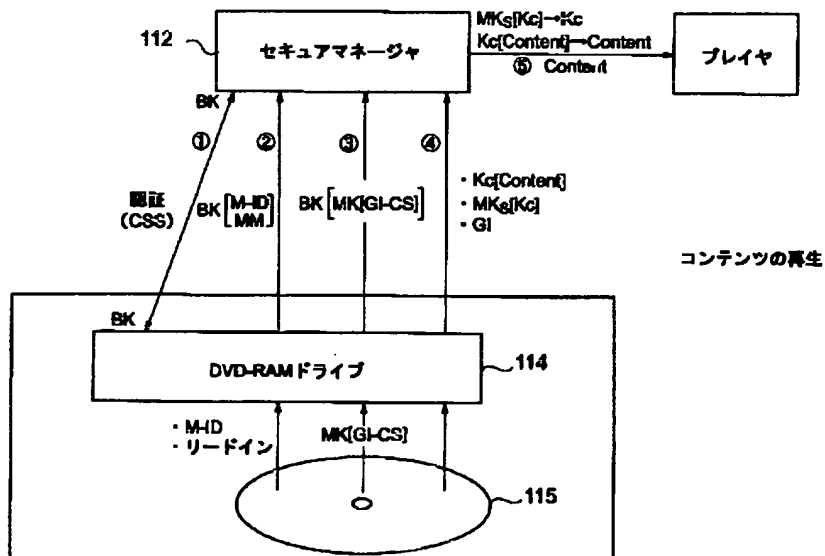 112
セキュアマネージャ
MKs[Kc]→Kc
Kc[Content]→Content
⑤ Content
プレイヤ
BK
①
②
③
④
認証
(CSS)
BK[M-ID
MM]
BK[MK[GI-CS]]
・Kc[Content]
・MKs[Kc]
・GI
コンテンツの再生
BK
DVD-RAMドライブ
114
・M-ID
・リードイン
MK[GI-CS]
115